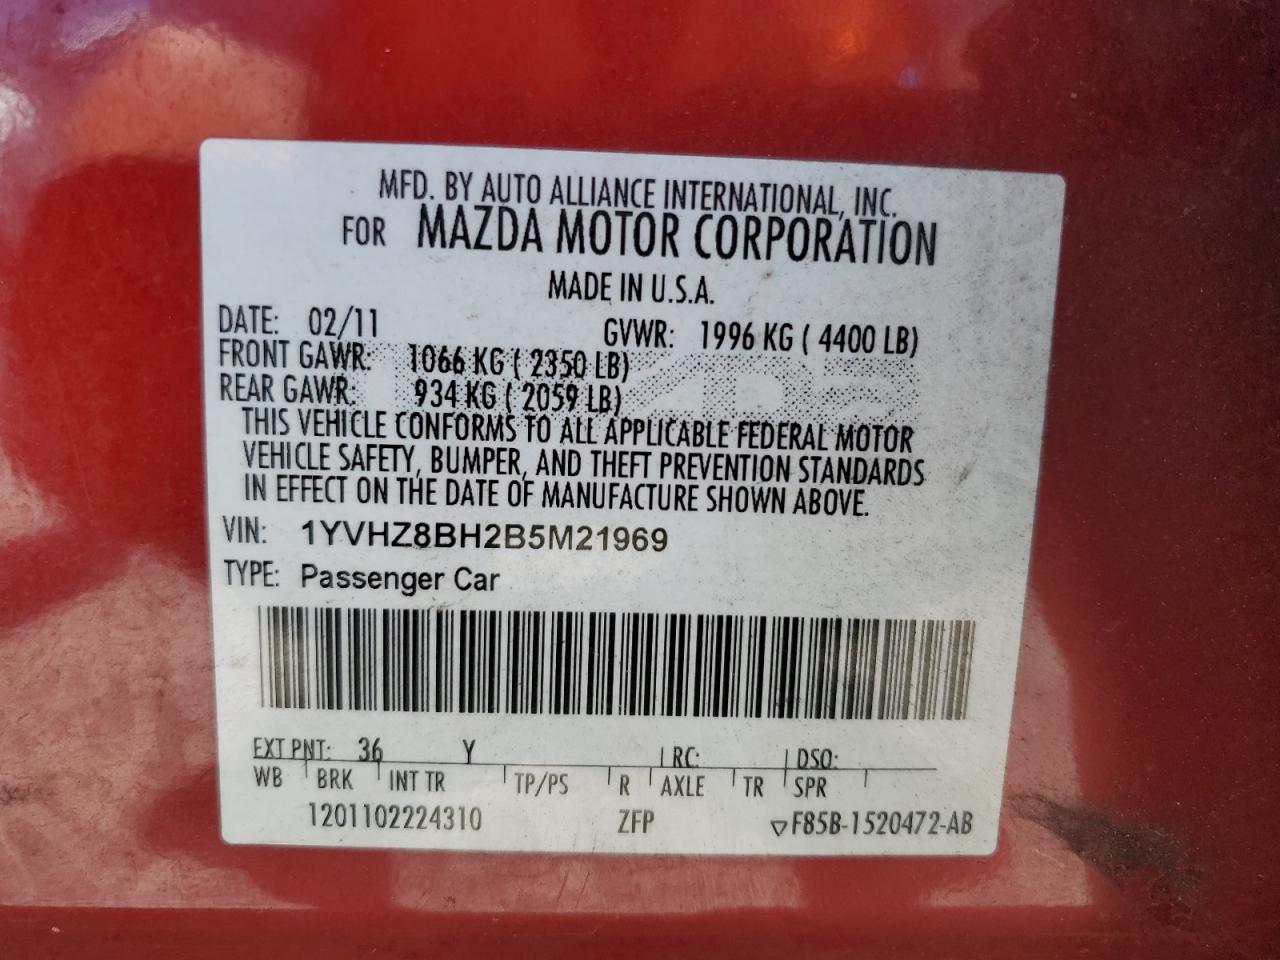 MFD. BY AUTO ALLIANCE INTERNATIONAL, INC.
FOR MAZDA MOTOR CORPORATION
MADE IN U.S.A.
DATE: 02/11 GVWR: 1996 KG ( 4400 LB)
FRONT GAWR: 1066 KG ( 2350 LB)
REAR GAWR: 934 KG ( 2059 LB)
THIS VEHICLE CONFORMS TO ALL APPLICABLE FEDERAL MOTOR
VEHICLE SAFETY, BUMPER, AND THEFT PREVENTION STANDARDS
IN EFFECT ON THE DATE OF MANUFACTURE SHOWN ABOVE.
VIN: 1YVHZ8BH2B5M21969
TYPE: Passenger Car
EXT PNT: 36 Y RC: DSO:
WB BRK INT TR TP/PS R AXLE TR SPR
1201102224310 ZFP ▽F85B-1520472-AB